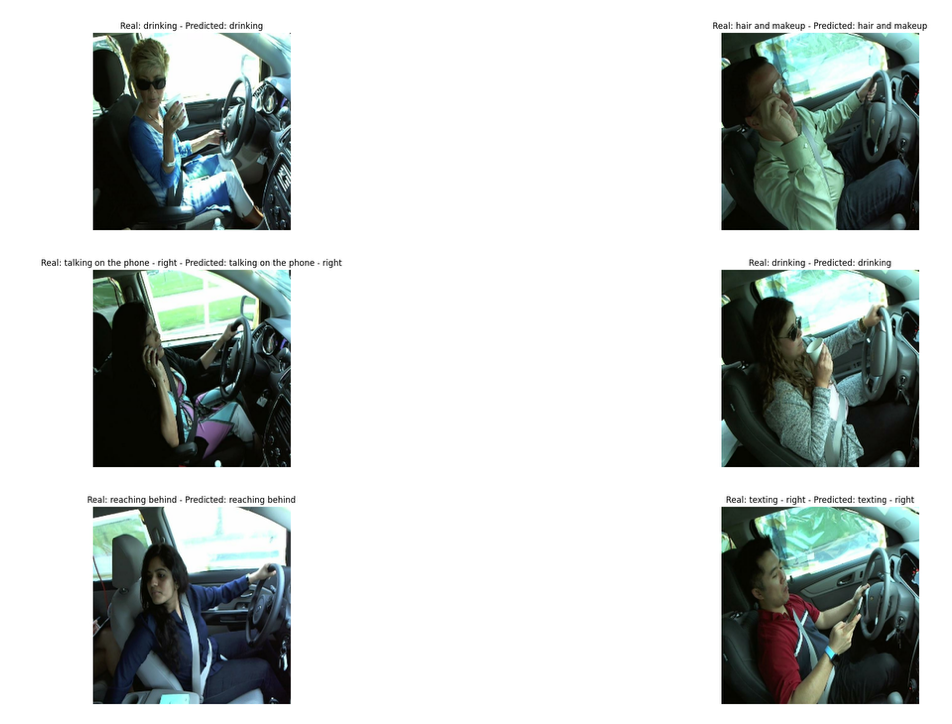 Real: drinking - Predicted: drinking
Real: hair and makeup - Predicted: hair and makeup
Real: talking on the phone - right - Predicted: talking on the phone - right
Real: drinking - Predicted: drinking
Real: reaching behind - Predicted: reaching behind
Real: texting - right - Predicted: texting - right